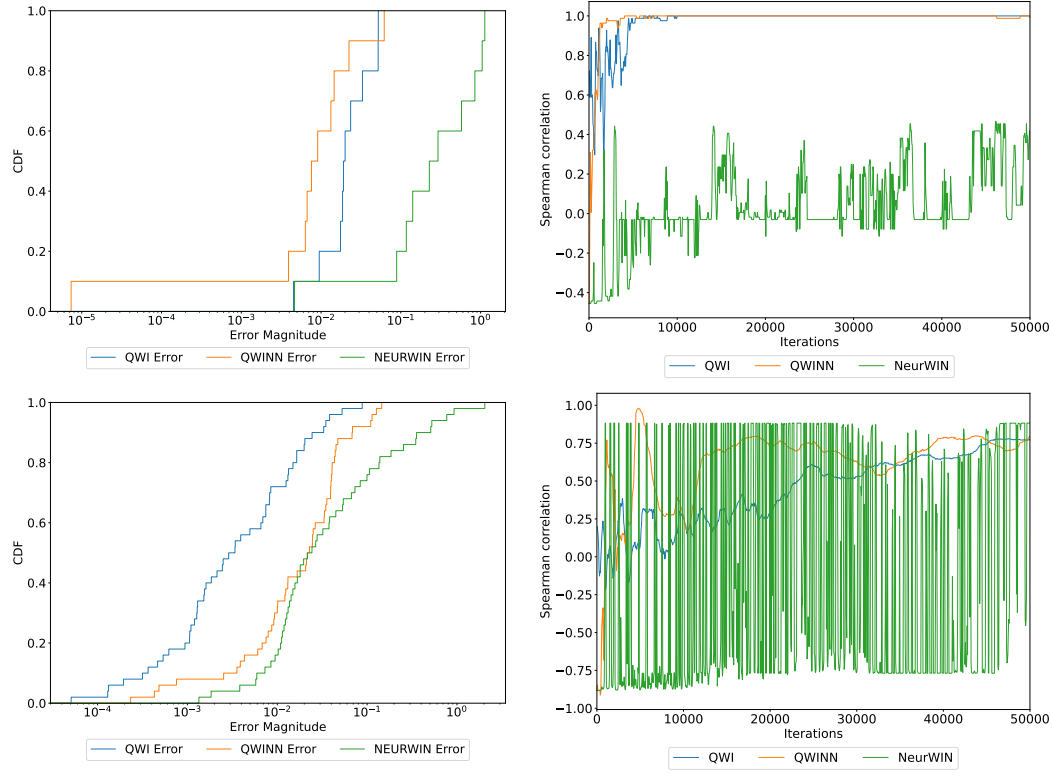 1.0
0.8
0.6
0.4
0.2
0.0
CDF
10⁻⁵ 10⁻⁴ 10⁻³ 10⁻² 10⁻¹ 10⁰
Error Magnitude
QWI Error QWINN Error NEURWIN Error
1.0
0.8
0.6
0.4
0.2
0.0
−0.2
−0.4
Spearman correlation
0 10000 20000 30000 40000 50000
Iterations
QWI QWINN NeurWIN
1.0
0.8
0.6
0.4
0.2
0.0
CDF
10⁻⁴ 10⁻³ 10⁻² 10⁻¹ 10⁰
Error Magnitude
QWI Error QWINN Error NEURWIN Error
1.00
0.75
0.50
0.25
0.00
−0.25
−0.50
−0.75
−1.00
Spearman correlation
0 10000 20000 30000 40000 50000
Iterations
QWI QWINN NeurWIN